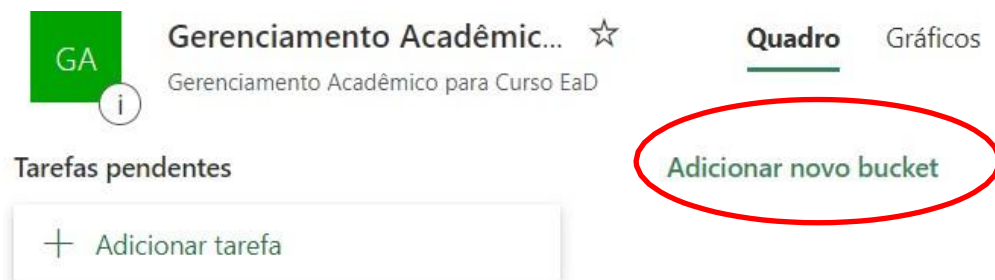 GA
i
Gerenciamento Acadêmic... ☆
Gerenciamento Acadêmico para Curso EaD
Quadro Gráficos
Tarefas pendentes
Adicionar novo bucket
+ Adicionar tarefa